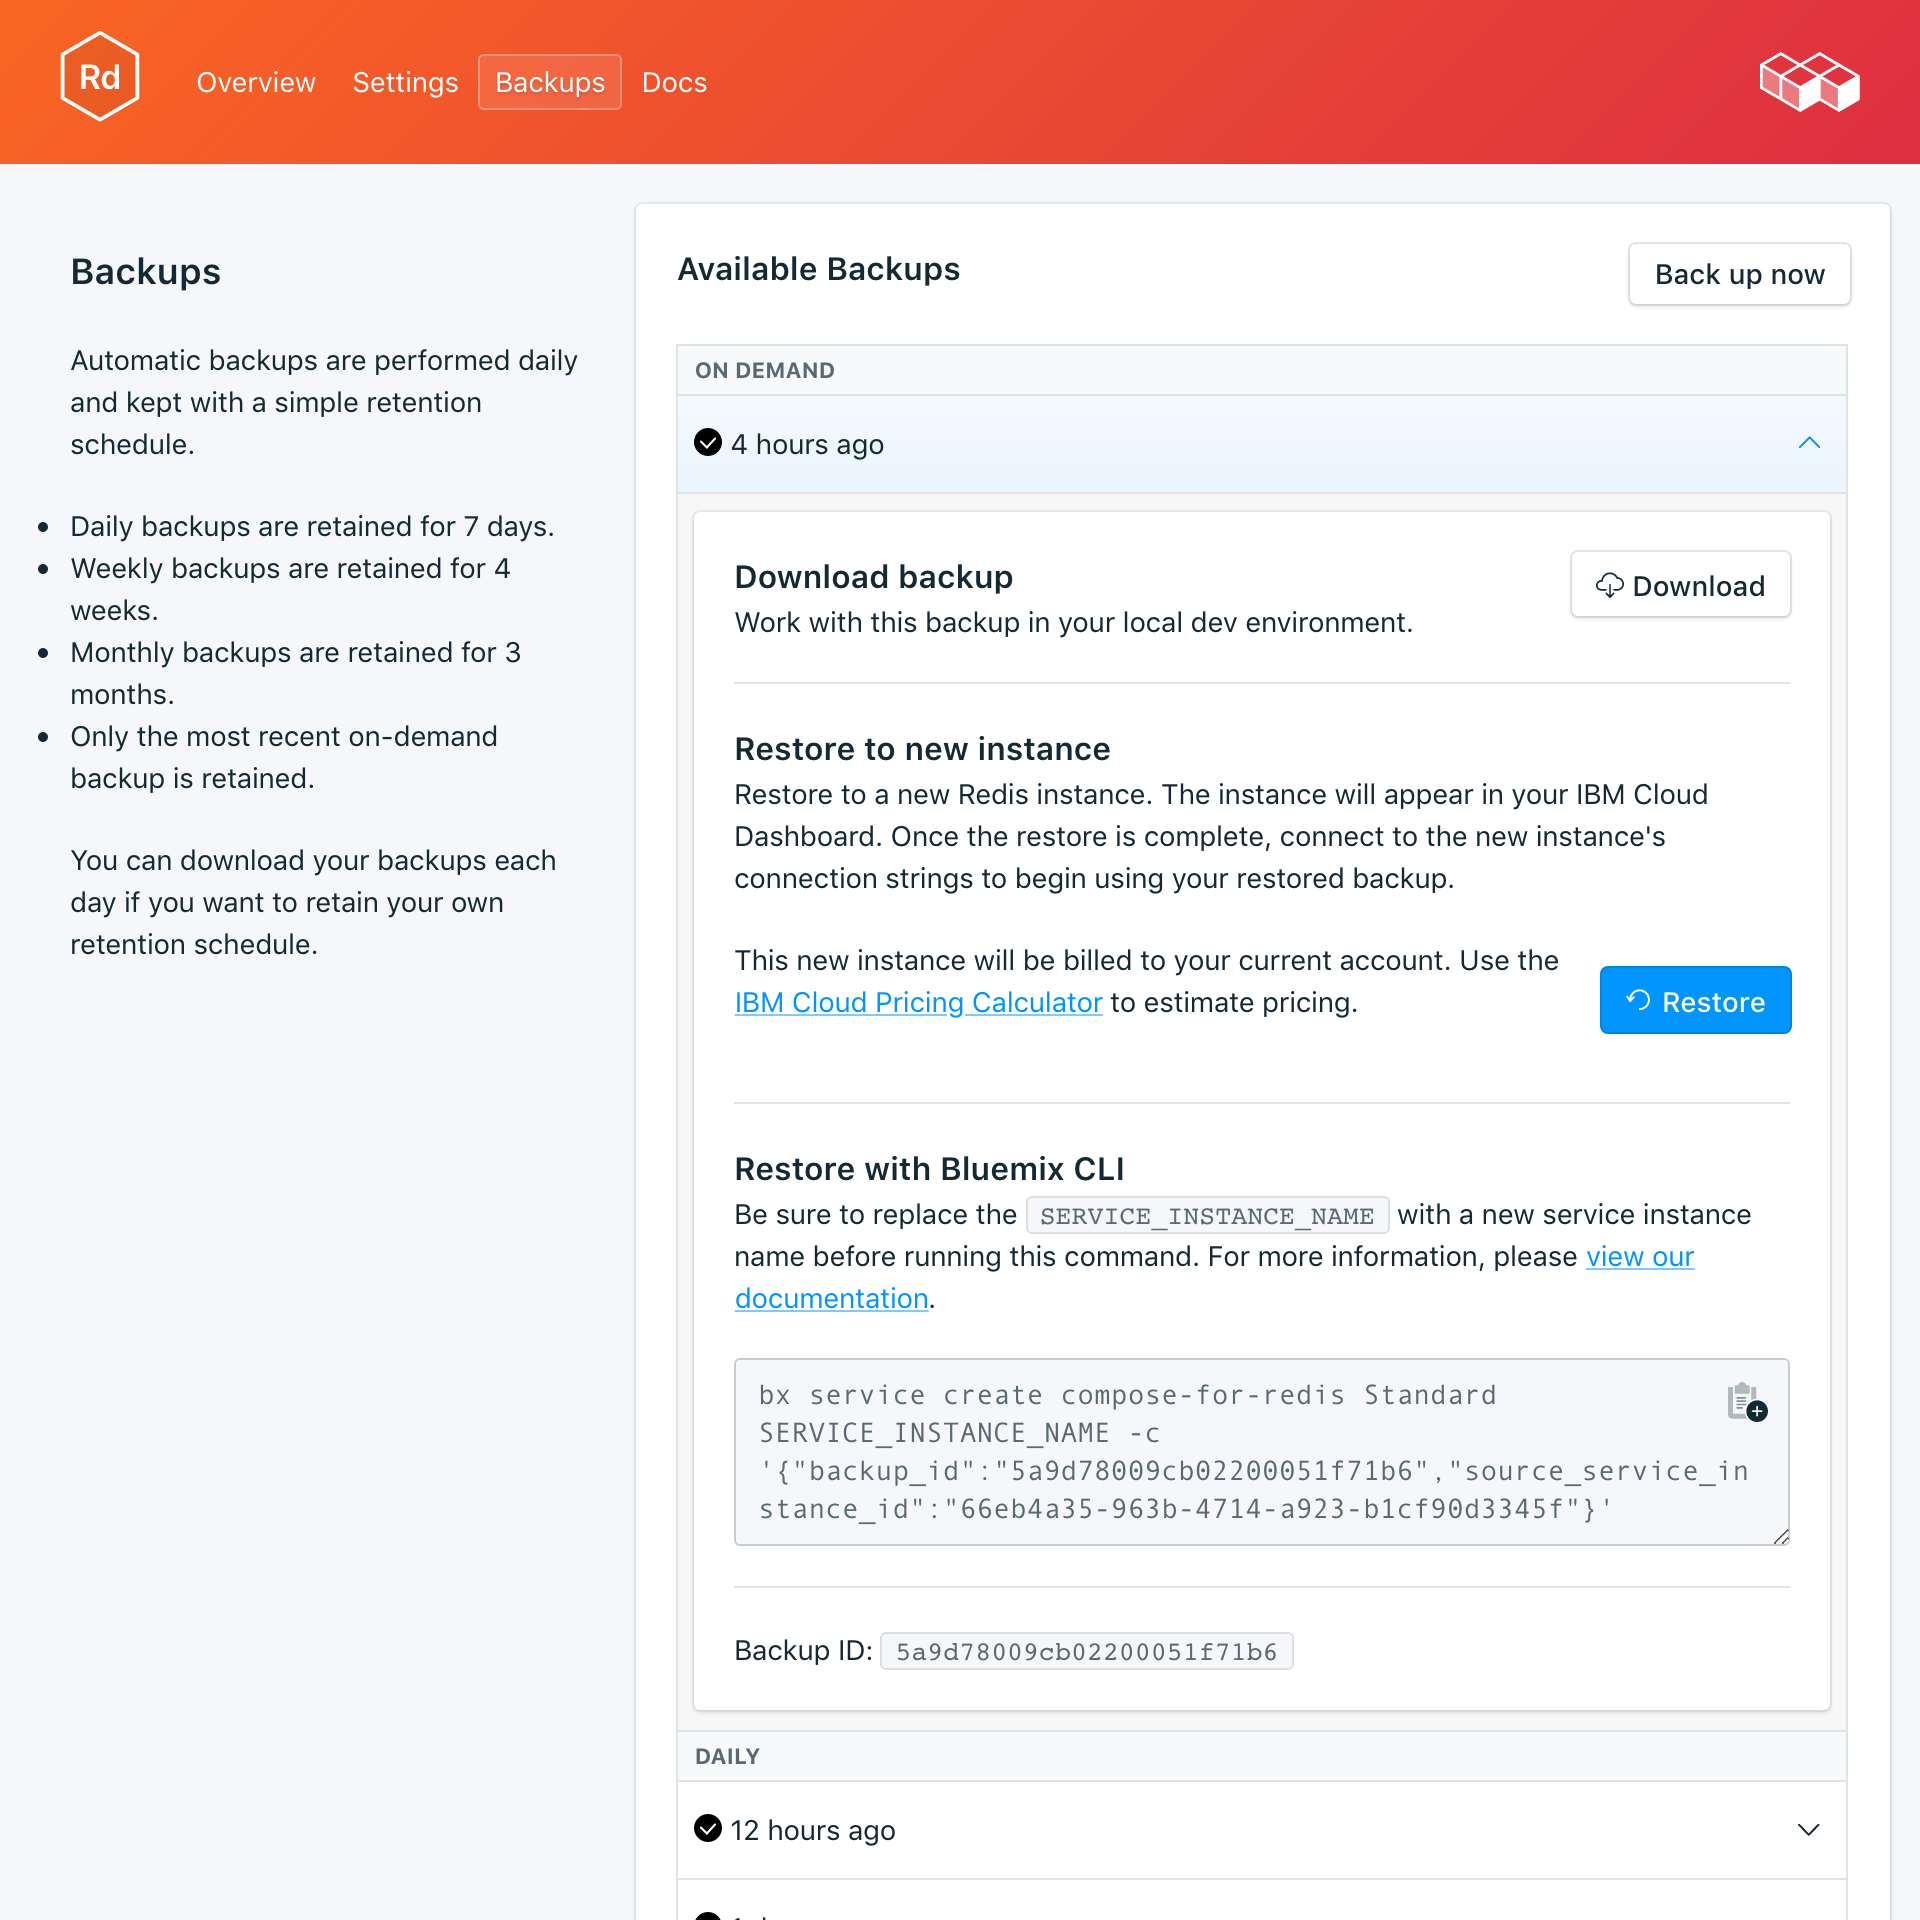 Rd
Overview
Settings
Backups
Docs
Backups
Automatic backups are performed daily
and kept with a simple retention
schedule.
Daily backups are retained for 7 days.
Weekly backups are retained for 4
weeks.
Monthly backups are retained for 3
months.
Only the most recent on-demand
backup is retained.
You can download your backups each
day if you want to retain your own
retention schedule.
Available Backups
Back up now
ON DEMAND
4 hours ago
Download backup
Work with this backup in your local dev environment.
Download
Restore to new instance
Restore to a new Redis instance. The instance will appear in your IBM Cloud
Dashboard. Once the restore is complete, connect to the new instance's
connection strings to begin using your restored backup.
This new instance will be billed to your current account. Use the
IBM Cloud Pricing Calculator to estimate pricing.
Restore
Restore with Bluemix CLI
Be sure to replace the SERVICE_INSTANCE_NAME with a new service instance
name before running this command. For more information, please view our
documentation.
bx service create compose-for-redis Standard
SERVICE_INSTANCE_NAME -c
'{"backup_id":"5a9d78009cb02200051f71b6","source_service_in
stance_id":"66eb4a35-963b-4714-a923-b1cf90d3345f"}'
Backup ID: 5a9d78009cb02200051f71b6
DAILY
12 hours ago